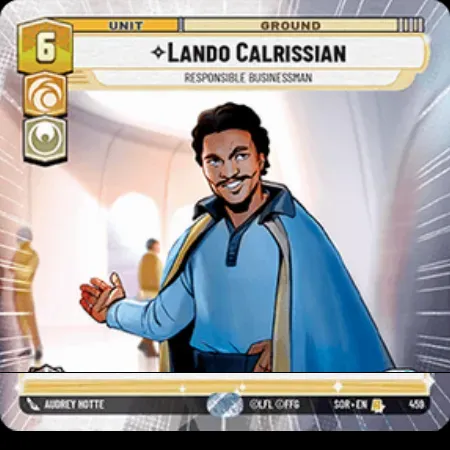 UNIT GROUND
6
LANDO CALRISSIAN
RESPONSIBLE BUSINESSMAN
AUDREY HOTTE ©LFL ©FFG SOR • EN 459